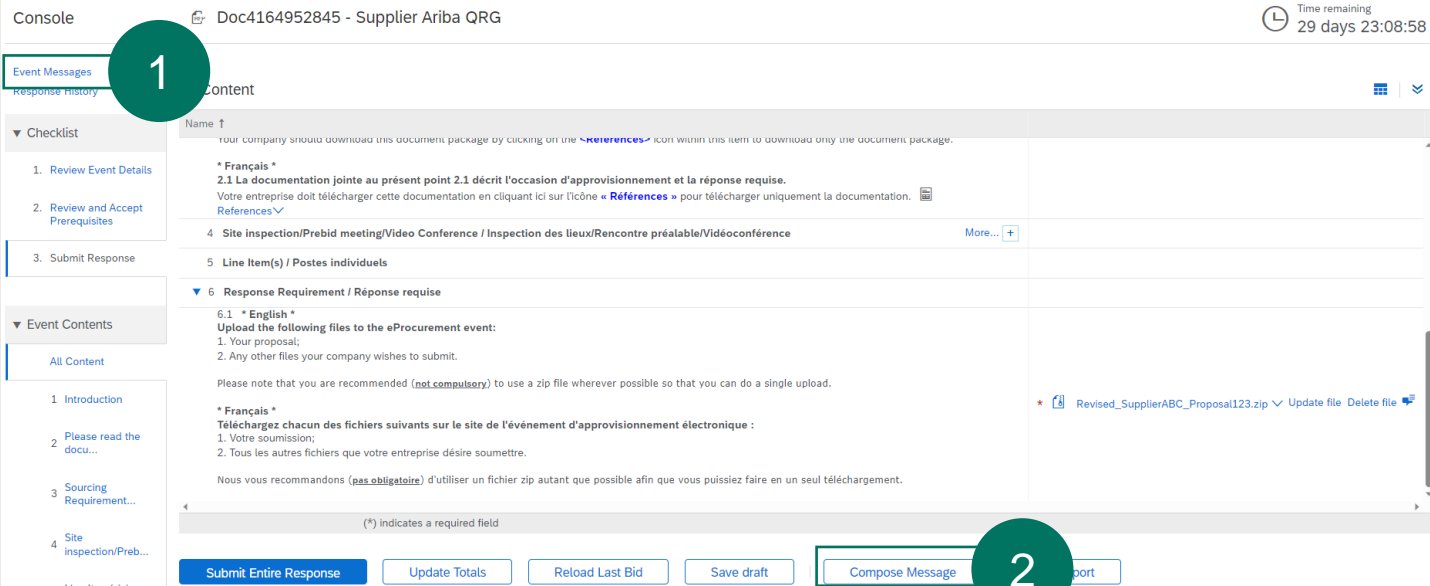 Console
Doc4164952845 - Supplier Ariba QRG
Time remaining
29 days 23:08:58
Event Messages
1
Response History
Content
Checklist
Name ↑
Your company should download this document package by clicking on the <References> icon within this item to download only the document package.
1. Review Event Details
* Français *
2.1 La documentation jointe au présent point 2.1 décrit l'occasion d'approvisionnement et la réponse requise.
Votre entreprise doit télécharger cette documentation en cliquant ici sur l'icône « Références » pour télécharger uniquement la documentation.
References
2. Review and Accept
Prerequisites
4 Site inspection/Prebid meeting/Video Conference / Inspection des lieux/Rencontre préalable/Vidéoconférence More... +
3. Submit Response
5 Line Item(s) / Postes individuels
6 Response Requirement / Réponse requise
6.1 * English *
Upload the following files to the eProcurement event:
1. Your proposal;
2. Any other files your company wishes to submit.
Please note that you are recommended (not compulsory) to use a zip file wherever possible so that you can do a single upload.
* Français *
Téléchargez chacun des fichiers suivants sur le site de l'événement d'approvisionnement électronique :
1. Votre soumission;
2. Tous les autres fichiers que votre entreprise désire soumettre.
Nous vous recommandons (pas obligatoire) d'utiliser un fichier zip autant que possible afin que vous puissiez faire en un seul téléchargement.
* Revised_SupplierABC_Proposal123.zip Update file Delete file
Event Contents
All Content
1 Introduction
2 Please read the
docu...
3 Sourcing
Requirement...
4 Site
inspection/Preb...
(*) indicates a required field
Submit Entire Response
Update Totals
Reload Last Bid
Save draft
Compose Message
2
port